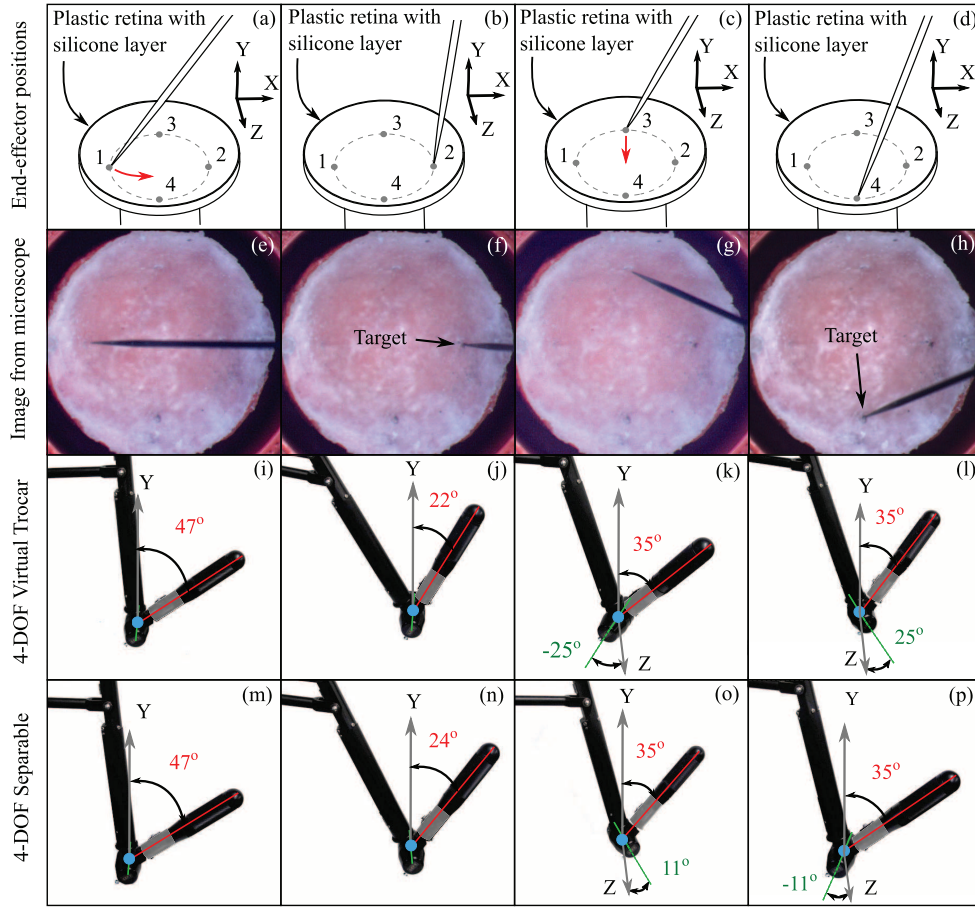 End-effector positions
(a)
Plastic retina with
silicone layer
Y
X
Z
1
2
3
4
(b)
Plastic retina with
silicone layer
Y
X
Z
1
2
3
4
(c)
Plastic retina with
silicone layer
Y
X
Z
1
2
3
4
(d)
Plastic retina with
silicone layer
Y
X
Z
1
2
3
4
Image from microscope
(e)
(f)
Target
(g)
(h)
Target
4-DOF Virtual Trocar
(i)
Y
47°
(j)
Y
22°
(k)
Y
35°
-25°
Z
(l)
Y
35°
25°
Z
4-DOF Separable
(m)
Y
47°
(n)
Y
24°
(o)
Y
35°
11°
Z
(p)
Y
35°
-11°
Z